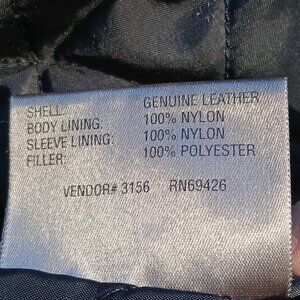 SHELL: GENUINE LEATHER
BODY LINING: 100% NYLON
SLEEVE LINING: 100% NYLON
FILLER: 100% POLYESTER
VENDOR# 3156 RN69426